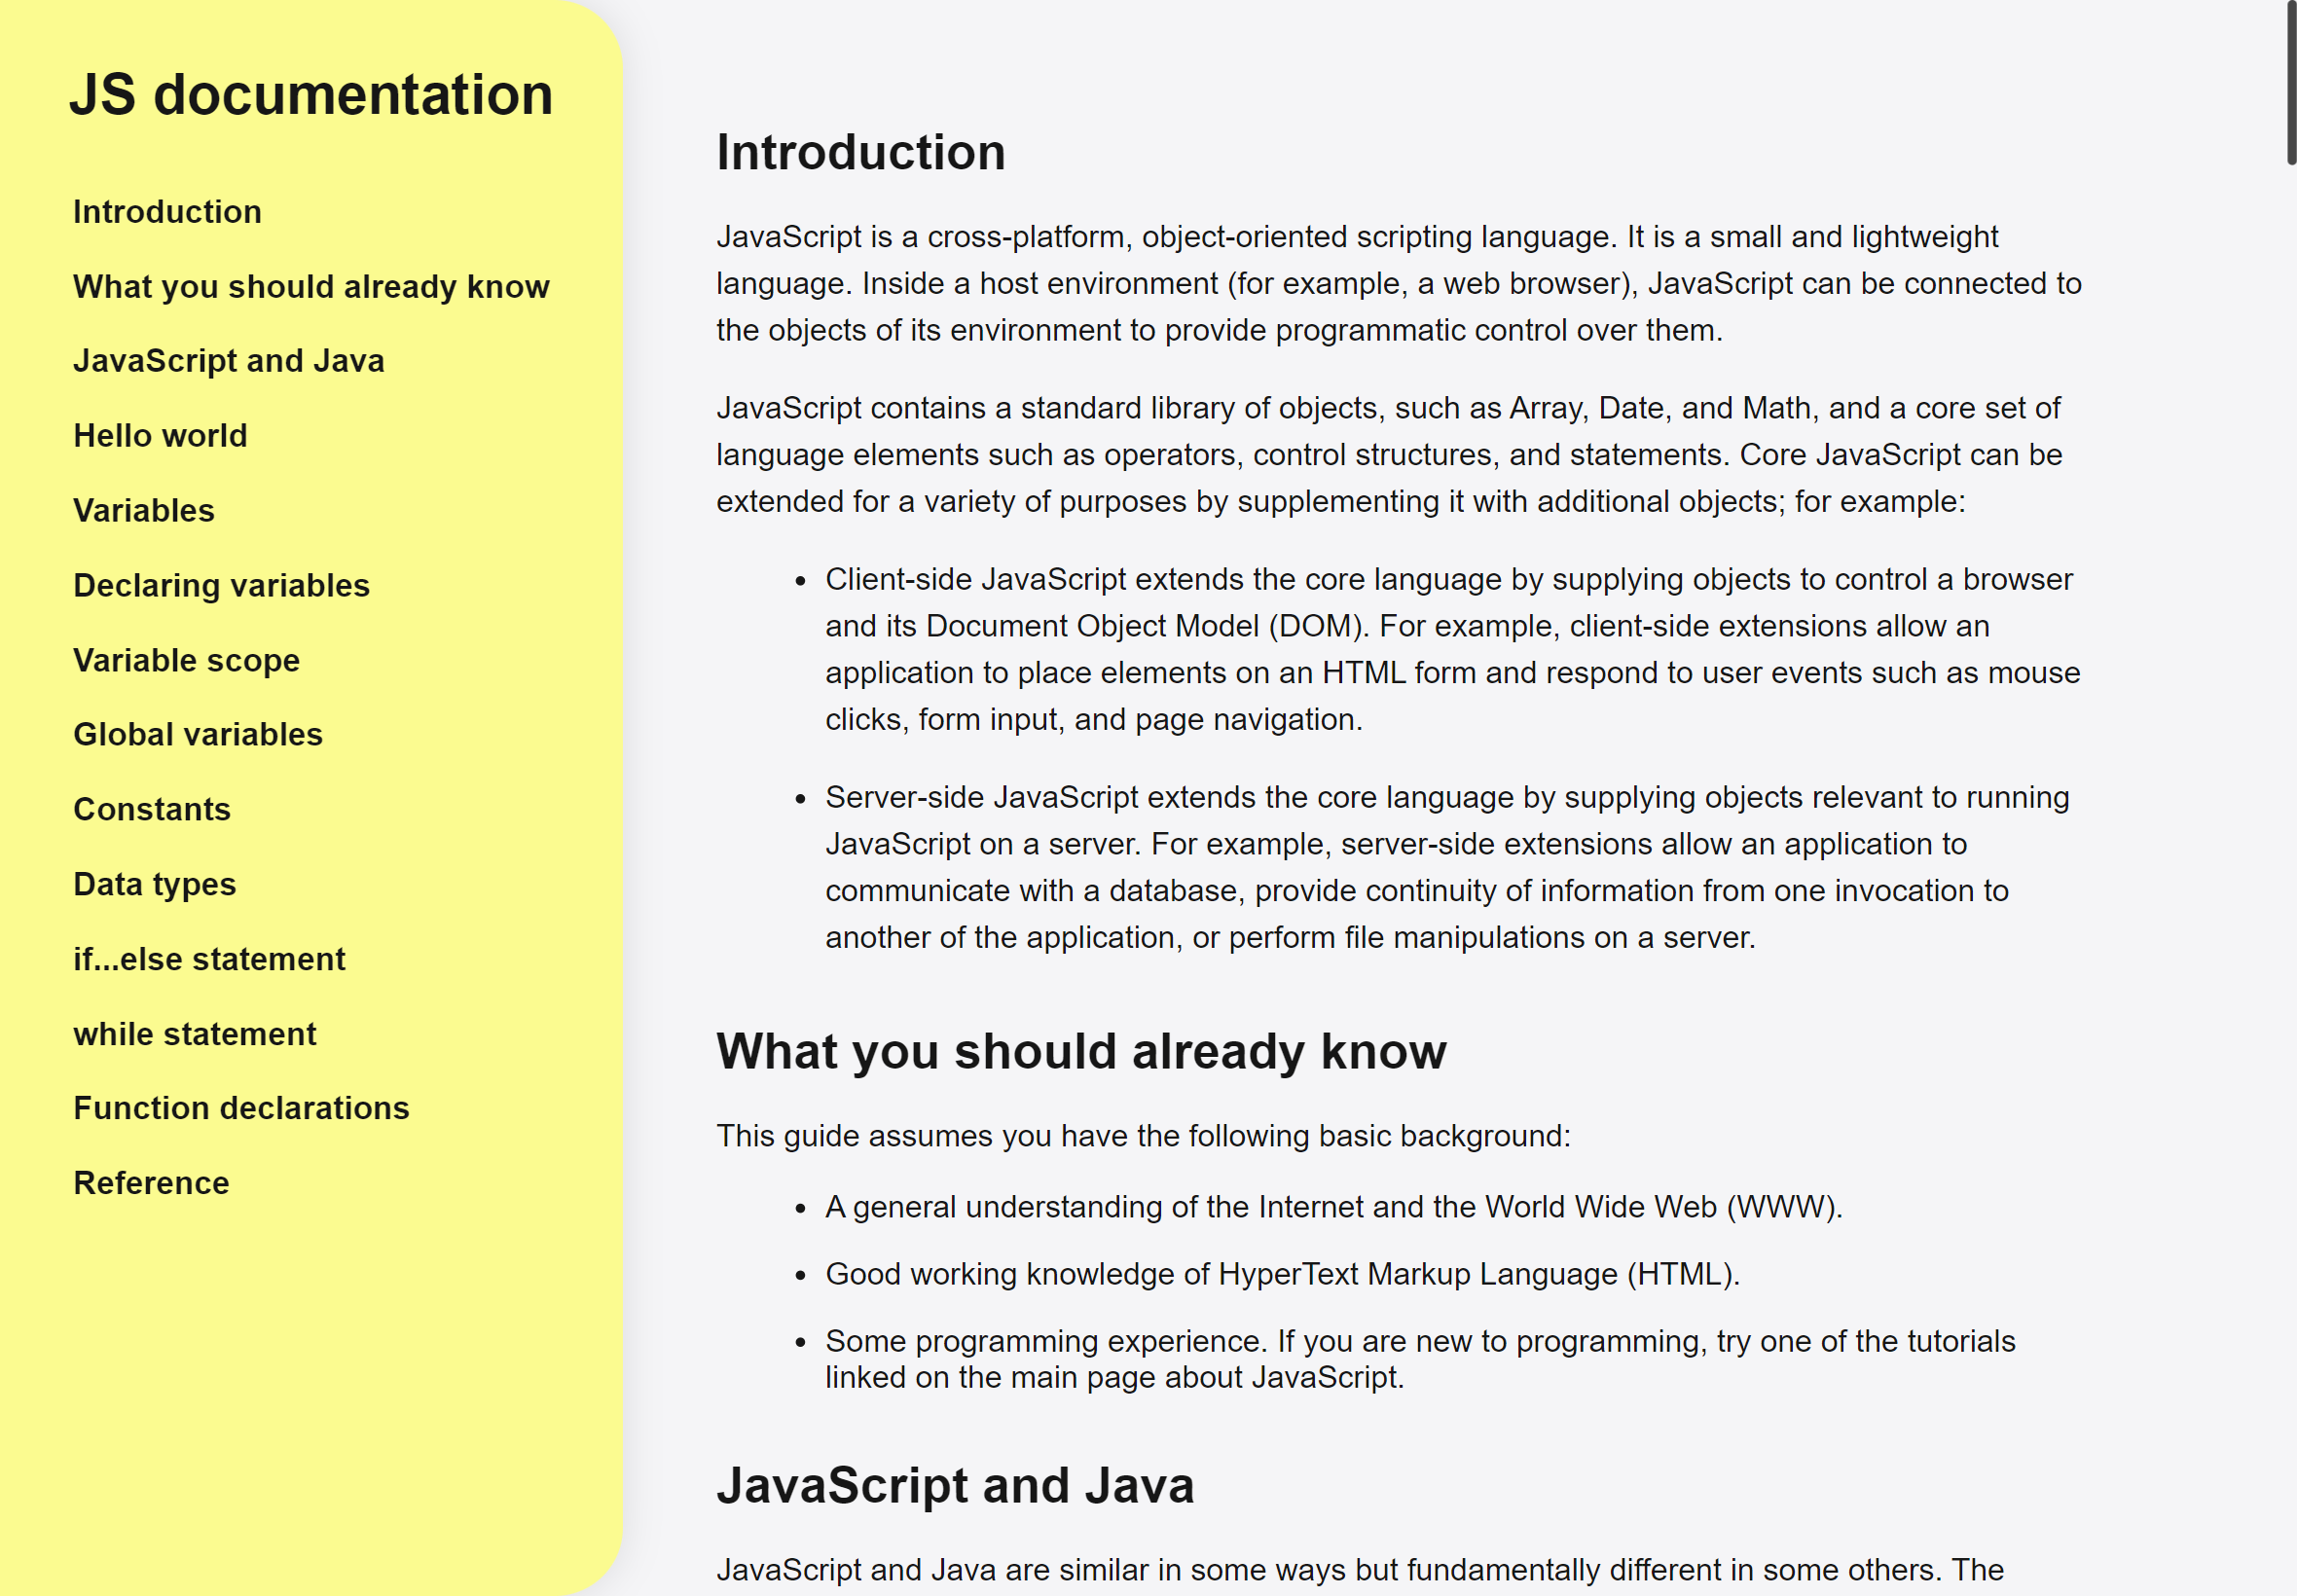 JS documentation
Introduction
What you should already know
JavaScript and Java
Hello world
Variables
Declaring variables
Variable scope
Global variables
Constants
Data types
if...else statement
while statement
Function declarations
Reference
Introduction
JavaScript is a cross-platform, object-oriented scripting language. It is a small and lightweight
language. Inside a host environment (for example, a web browser), JavaScript can be connected to
the objects of its environment to provide programmatic control over them.
JavaScript contains a standard library of objects, such as Array, Date, and Math, and a core set of
language elements such as operators, control structures, and statements. Core JavaScript can be
extended for a variety of purposes by supplementing it with additional objects; for example:
• Client-side JavaScript extends the core language by supplying objects to control a browser
and its Document Object Model (DOM). For example, client-side extensions allow an
application to place elements on an HTML form and respond to user events such as mouse
clicks, form input, and page navigation.
• Server-side JavaScript extends the core language by supplying objects relevant to running
JavaScript on a server. For example, server-side extensions allow an application to
communicate with a database, provide continuity of information from one invocation to
another of the application, or perform file manipulations on a server.
What you should already know
This guide assumes you have the following basic background:
• A general understanding of the Internet and the World Wide Web (WWW).
• Good working knowledge of HyperText Markup Language (HTML).
• Some programming experience. If you are new to programming, try one of the tutorials
linked on the main page about JavaScript.
JavaScript and Java
JavaScript and Java are similar in some ways but fundamentally different in some others. The